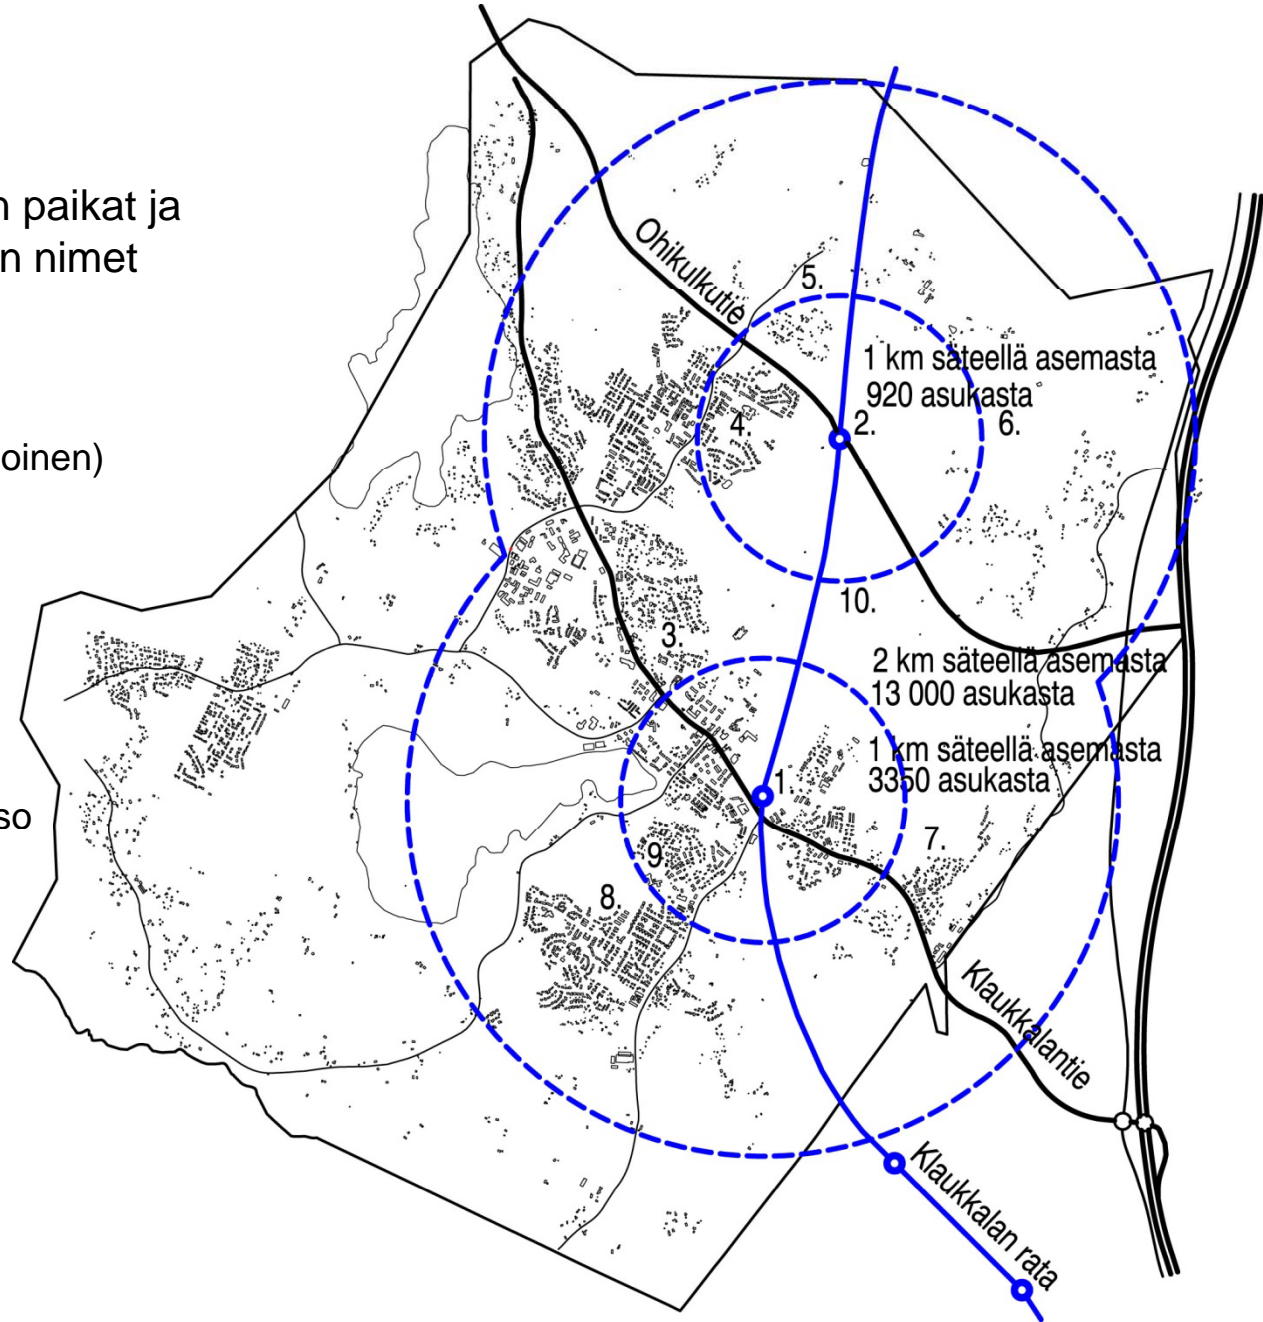 n paikat ja
n nimet
oinen)
so
Ohikulkutie
5.
1 km säteellä asemasta
920 asukasta
4.
2.
6.
10.
3.
2 km säteellä asemasta
13 000 asukasta
1 km säteellä asemasta
3350 asukasta
1.
7.
9.
8.
Klaukkalantie
Klaukkalan rata